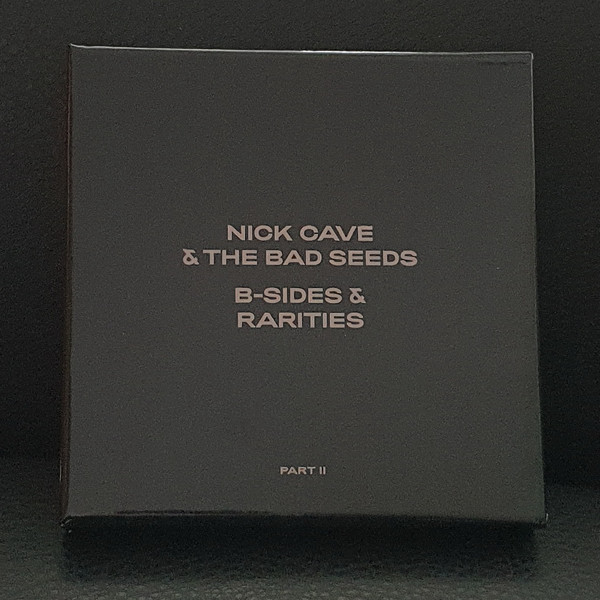 NICK CAVE
& THE BAD SEEDS
B-SIDES &
RARITIES
PART II